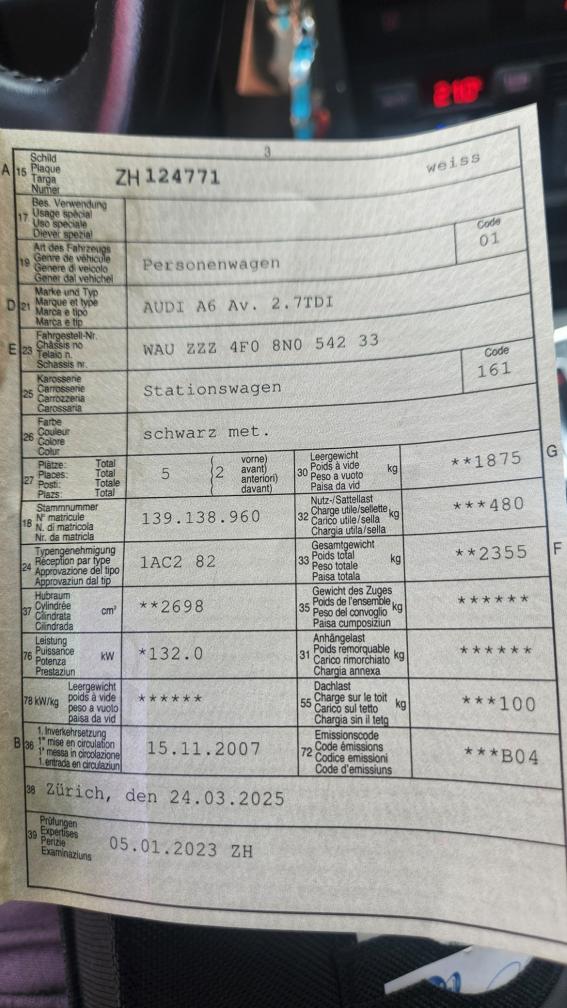 3
A 15 Schild Plaque Targa Numer ZH 124771 weiss
17 Bes. Verwendung Usage spécial Uso speciale Diever spezial
19 Art des Fahrzeugs Genre de véhicule Genere di veicolo Gener dal vehichel Personenwagen Code 01
D 21 Marke und Typ Marque et type Marca e tipo Marca e tip AUDI A6 Av. 2.7TDI
E 23 Fahrgestell-Nr. Châssis no Telaio n. Schassis nr. WAU ZZZ 4F0 8N0 542 33
25 Karosserie Carrosserie Carrozzeria Carossaria Stationswagen Code 161
26 Farbe Couleur Colore Colur schwarz met.
27 Plätze: Total Places: Total Posti: Totale Plazs: Total 5 (2 vorne) avant) anteriori) davant) 30 Leergewicht Poids à vide Peso a vuoto Paisa da vid kg **1875 G
18 Stammnummer N° matricule N. di matricola Nr. da matricla 139.138.960 32 Nutz-/Sattellast Charge utile/sellette Carico utile/sella Chargia utila/sella kg ***480
24 Typengenehmigung Réception par type Approvazione del tipo Approvaziun dal tip 1AC2 82 33 Gesamtgewicht Poids total Peso totale Paisa totala kg **2355 F
37 Hubraum Cylindrée Cilindrata Cilindrada cm³ **2698 35 Gewicht des Zuges Poids de l'ensemble Peso del convoglio Paisa cumposiziun kg ******
76 Leistung Puissance Potenza Prestaziun kW *132.0 31 Anhängelast Poids remorquable Carico rimorchiato Chargia annexa kg ******
78 kW/kg Leergewicht poids à vide peso a vuoto paisa da vid ****** 55 Dachlast Charge sur le toit Carico sul tetto Chargia sin il tetg kg ***100
B 36 1. Inverkehrsetzung 1re mise en circulation 1a messa in circolazione 1. entrada en circulaziun 15.11.2007 72 Emissionscode Code émissions Codice emissioni Code d'emissiuns ***B04
38 Zürich, den 24.03.2025
39 Prüfungen Expertises Perizie Examinaziuns 05.01.2023 ZH